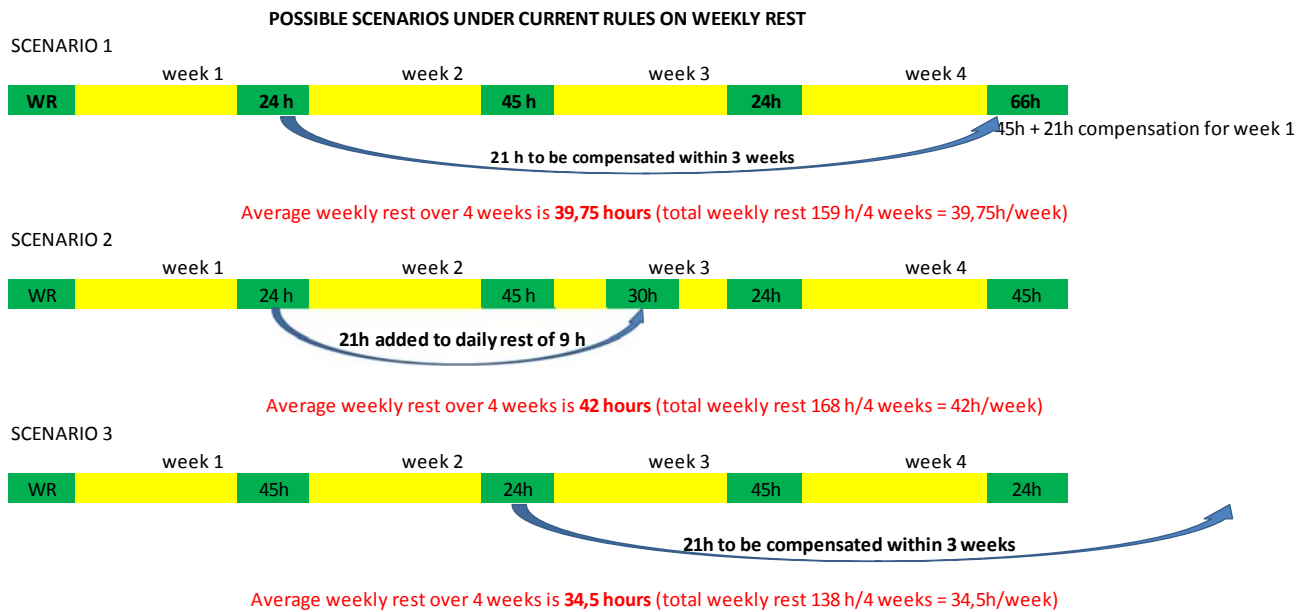 POSSIBLE SCENARIOS UNDER CURRENT RULES ON WEEKLY REST
SCENARIO 1
week 1 week 2 week 3 week 4
WR 24 h 45 h 24h 66h
45h + 21h compensation for week 1
21 h to be compensated within 3 weeks
Average weekly rest over 4 weeks is 39,75 hours (total weekly rest 159 h/4 weeks = 39,75h/week)
SCENARIO 2
week 1 week 2 week 3 week 4
WR 24 h 45 h 30h 24h 45h
21h added to daily rest of 9 h
Average weekly rest over 4 weeks is 42 hours (total weekly rest 168 h/4 weeks = 42h/week)
SCENARIO 3
week 1 week 2 week 3 week 4
WR 45h 24h 45h 24h
21h to be compensated within 3 weeks
Average weekly rest over 4 weeks is 34,5 hours (total weekly rest 138 h/4 weeks = 34,5h/week)